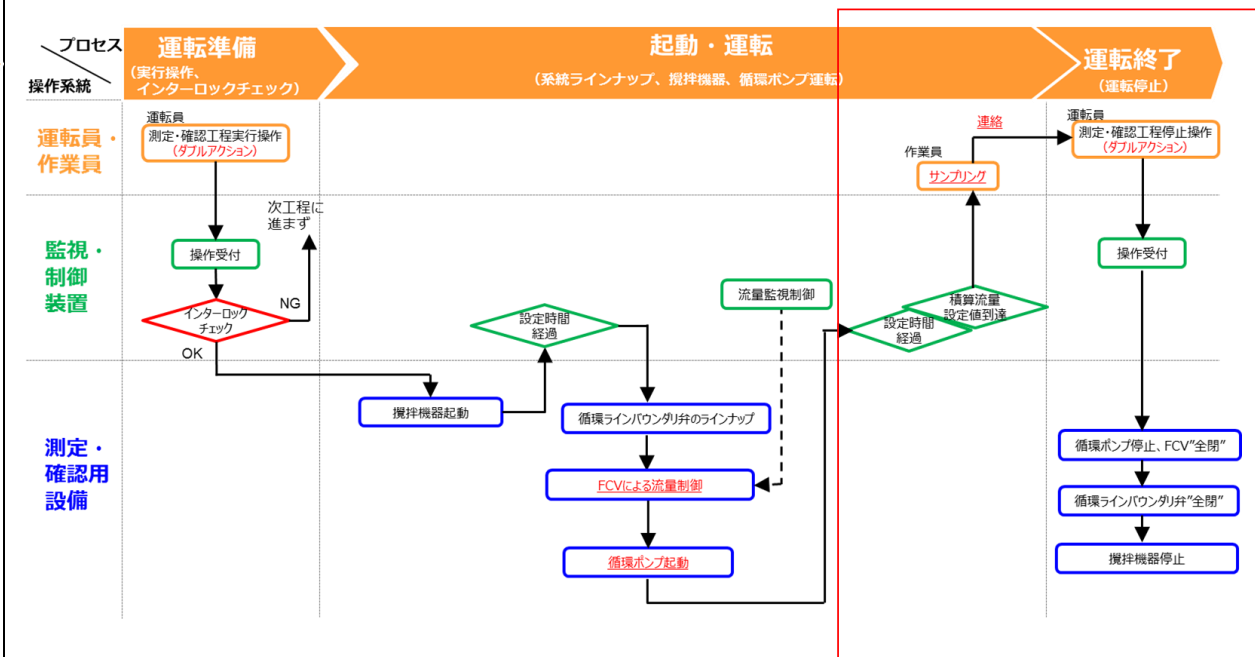 プロセス
操作系統
運転準備
(実行操作、
インターロックチェック)
起動・運転
(系統ラインナップ、攪拌機器、循環ポンプ運転)
運転終了
(運転停止)
運転員・
作業員
運転員
測定・確認工程実行操作
(ダブルアクション)
作業員
サンプリング
連絡
運転員
測定・確認工程停止操作
(ダブルアクション)
監視・
制御
装置
操作受付
インターロック
チェック
NG
OK
次工程に
進まず
設定時間
経過
流量監視制御
設定時間
経過
積算流量
設定値到達
操作受付
測定・
確認用
設備
攪拌機器起動
循環ラインバウンダリ弁のラインナップ
FCVによる流量制御
循環ポンプ起動
循環ポンプ停止、FCV"全閉"
循環ラインバウンダリ弁"全閉"
攪拌機器停止